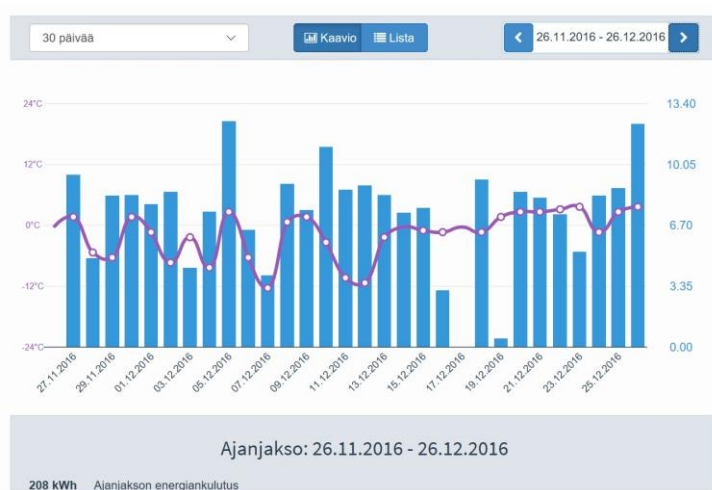 30 päivää
Kaavio
Lista
26.11.2016 - 26.12.2016
24°C
13.40
12°C
10.05
0°C
6.70
-12°C
3.35
-24°C
0.00
27.11.2016
29.11.2016
01.12.2016
03.12.2016
05.12.2016
07.12.2016
09.12.2016
11.12.2016
13.12.2016
15.12.2016
17.12.2016
19.12.2016
21.12.2016
23.12.2016
25.12.2016
Ajanjakso: 26.11.2016 - 26.12.2016
208 kWh Ajanjakson energiankulutus